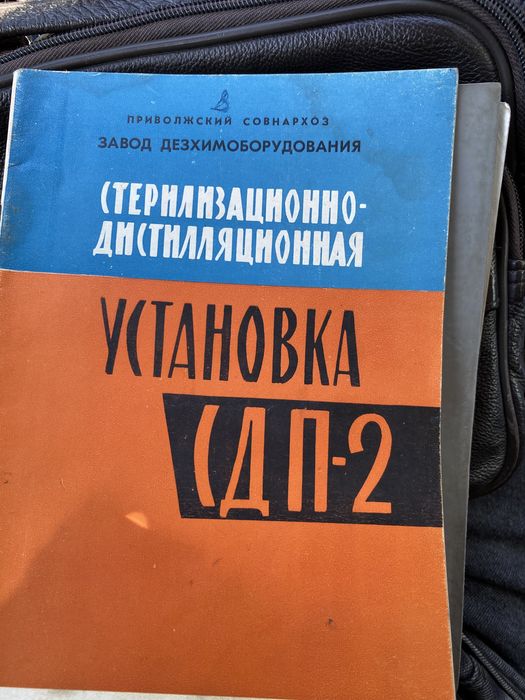 ПРИВОЛЖСКИЙ СОВНАРХОЗ
ЗАВОД ДЕЗХИМОБОРУДОВАНИЯ
СТЕРИЛИЗАЦИОННО-
ДИСТИЛЛЯЦИОННАЯ
УСТАНОВКА
СДП-2